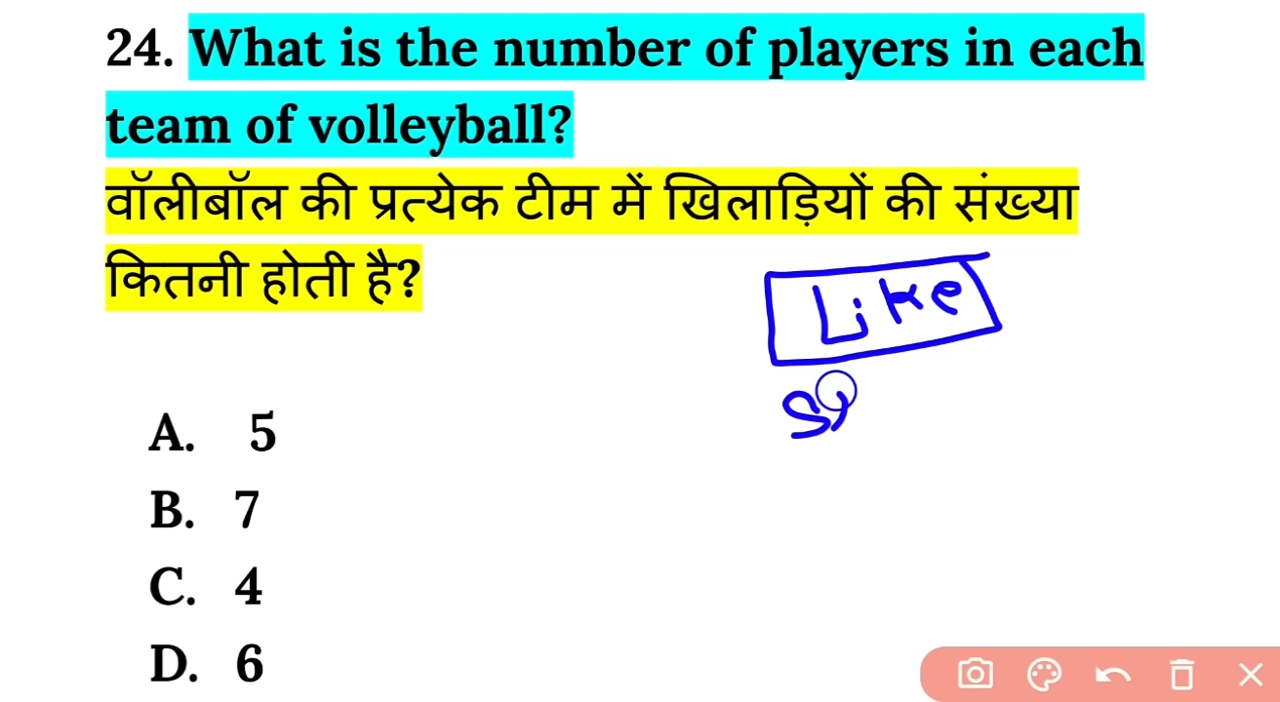 24. What is the number of players in each
team of volleyball?
वॉलीबॉल की प्रत्येक टीम में खिलाड़ियों की संख्या
कितनी होती है?
Like
A. 5
B. 7
C. 4
D. 6